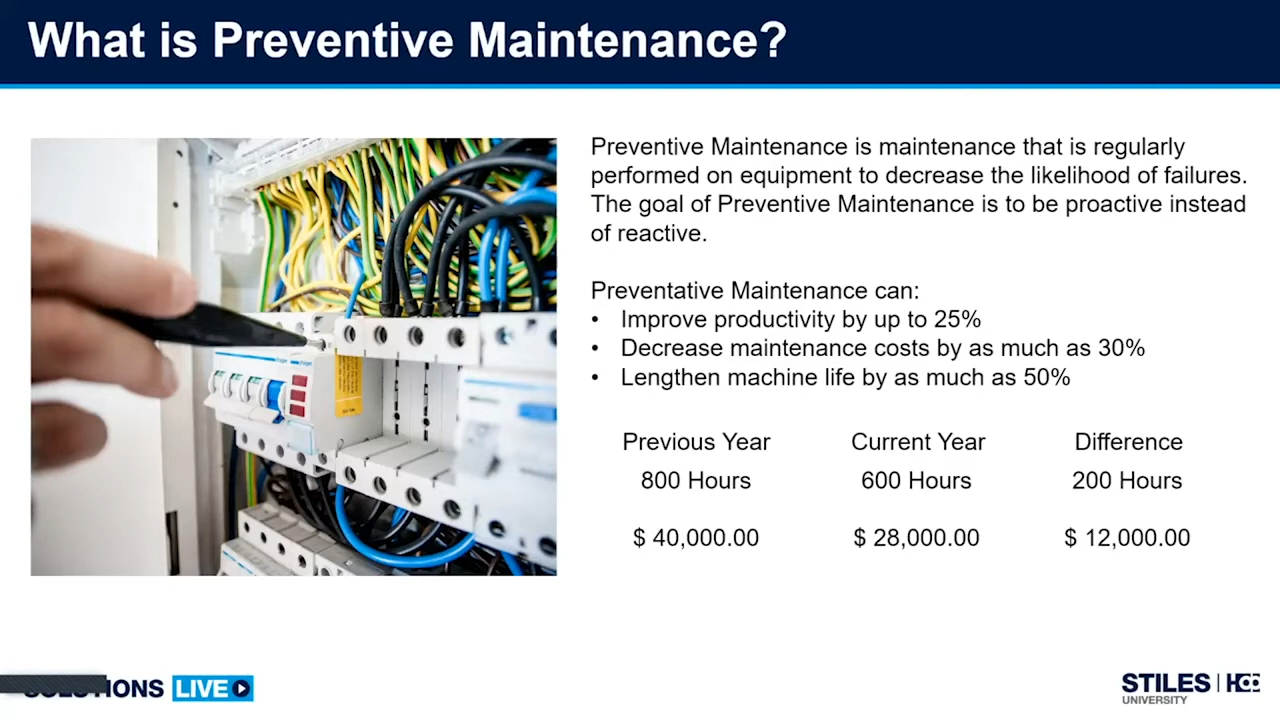 What is Preventive Maintenance?
Preventive Maintenance is maintenance that is regularly
performed on equipment to decrease the likelihood of failures.
The goal of Preventive Maintenance is to be proactive instead
of reactive.
Preventative Maintenance can:
• Improve productivity by up to 25%
• Decrease maintenance costs by as much as 30%
• Lengthen machine life by as much as 50%
Previous Year Current Year Difference
800 Hours 600 Hours 200 Hours
$ 40,000.00 $ 28,000.00 $ 12,000.00
SOLUTIONS LIVE
STILES
UNIVERSITY